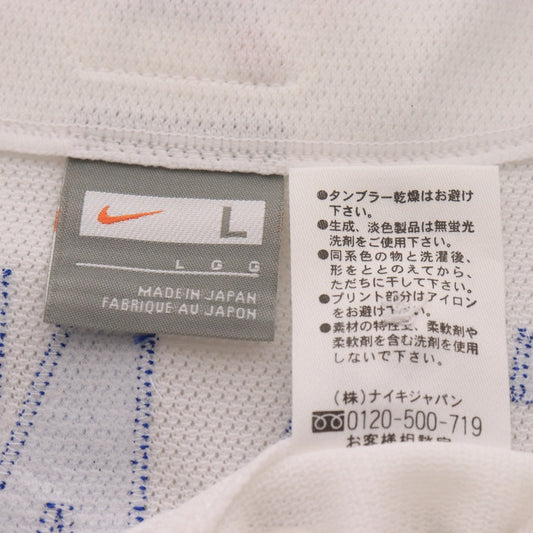 L
L G G
MADE IN JAPAN
FABRIQUE AU JAPON
●タンブラー乾燥はお避け
下さい。
●生成、淡色製品は無蛍光
洗剤をご使用下さい。
●同系色の物と洗濯後、
形をととのえてから、
ただちに干して下さい。
●プリント部分はアイロン
をお避け下さい。
●素材の特性上、柔軟剤や
柔軟剤を含む洗剤を使用
しないで下さい。
(株)ナイキジャパン
0120-500-719
お客様相談室